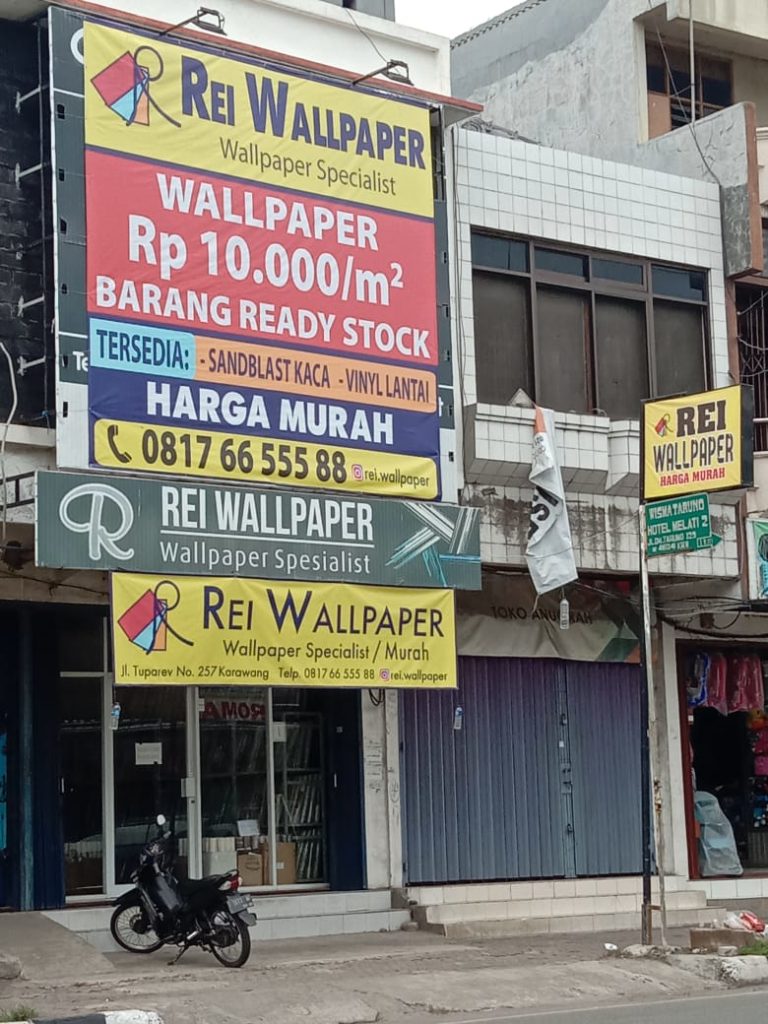 REI WALLPAPER
Wallpaper Specialist
WALLPAPER
Rp 10.000/m²
BARANG READY STOCK
TERSEDIA: - SANDBLAST KACA - VINYL LANTAI
HARGA MURAH
0817 66 555 88 rei.wallpaper
R
REI WALLPAPER
Wallpaper Spesialist
REI WALLPAPER
Wallpaper Specialist / Murah
Jl. Tuparev No. 257 Karawang Telp. 0817 66 555 88 rei.wallpaper
REI
WALLPAPER
HARGA MURAH
WISMA TARUNO
HOTEL MELATI 2
TOKO ANUGRAH
ROMA